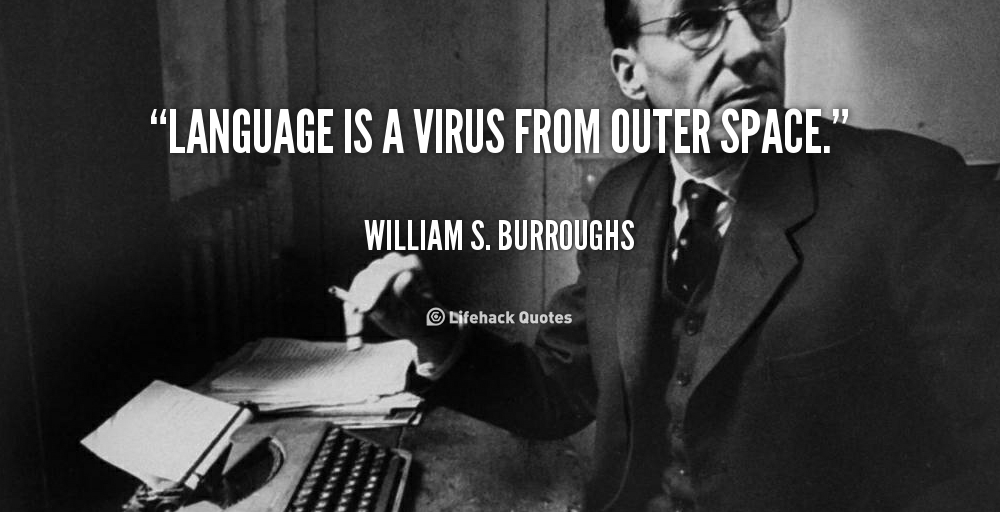 “LANGUAGE IS A VIRUS FROM OUTER SPACE.”
WILLIAM S. BURROUGHS
Lifehack Quotes